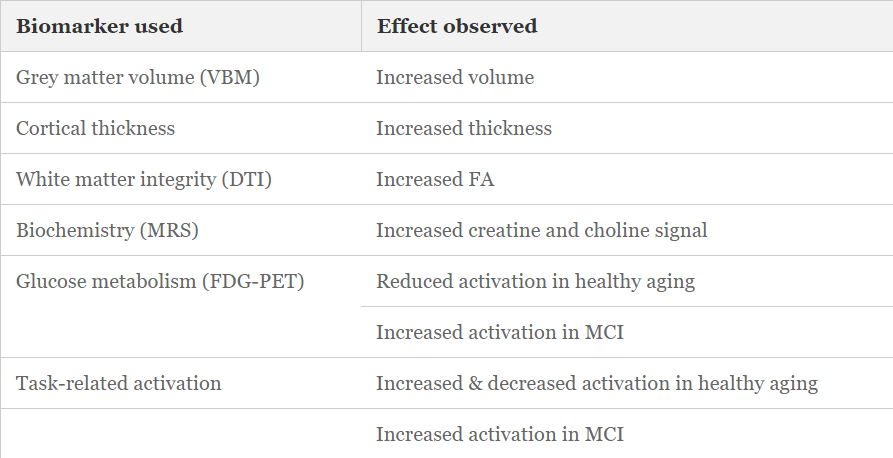 Biomarker used Effect observed
Grey matter volume (VBM) Increased volume
Cortical thickness Increased thickness
White matter integrity (DTI) Increased FA
Biochemistry (MRS) Increased creatine and choline signal
Glucose metabolism (FDG-PET) Reduced activation in healthy aging
Increased activation in MCI
Task-related activation Increased & decreased activation in healthy aging
Increased activation in MCI